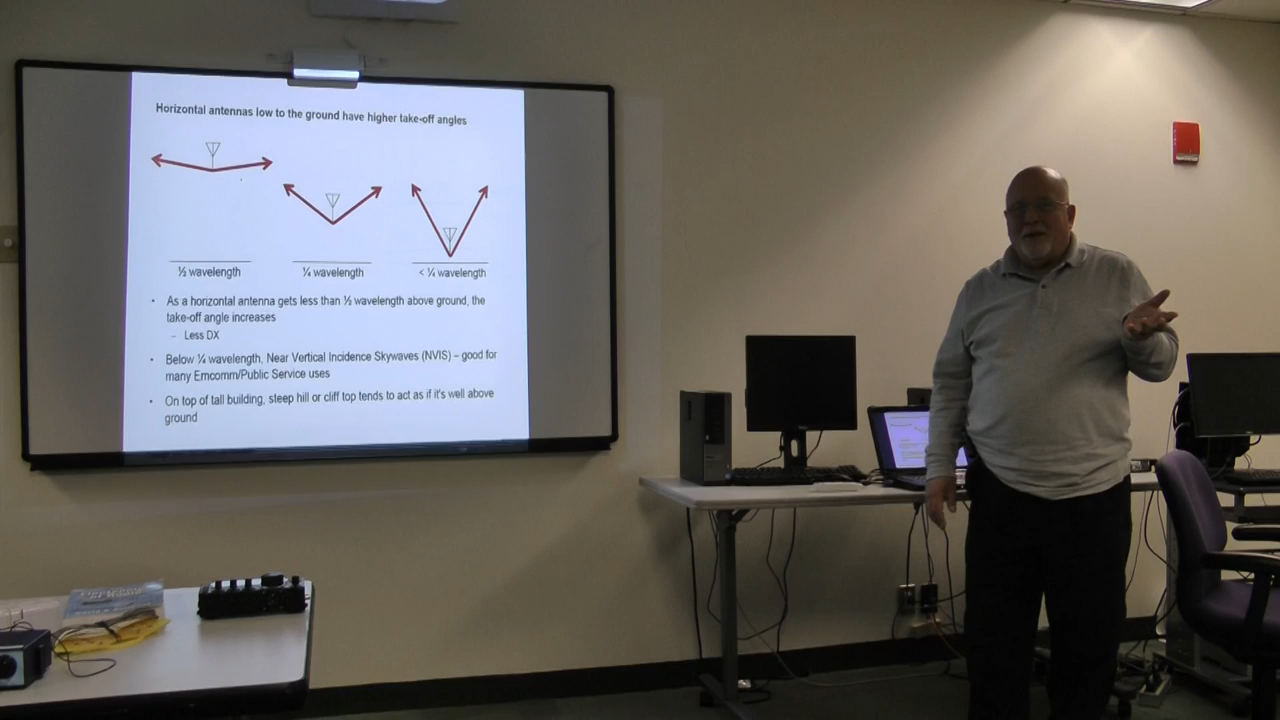 Horizontal antennas low to the ground have higher take-off angles
½ wavelength
¼ wavelength
< ¼ wavelength
• As a horizontal antenna gets less than ½ wavelength above ground, the
take-off angle increases
– Less DX
• Below ¼ wavelength, Near Vertical Incidence Skywaves (NVIS) – good for
many Emcomm/Public Service uses
• On top of tall building, steep hill or cliff top tends to act as if it's well above
ground